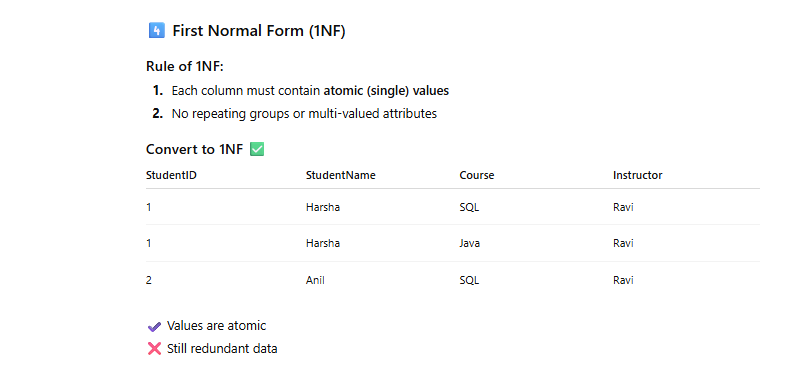 4️⃣ First Normal Form (1NF)
Rule of 1NF:
1. Each column must contain atomic (single) values
2. No repeating groups or multi-valued attributes
Convert to 1NF ✅
StudentID StudentName Course Instructor
1 Harsha SQL Ravi
1 Harsha Java Ravi
2 Anil SQL Ravi
✔ Values are atomic
❌ Still redundant data